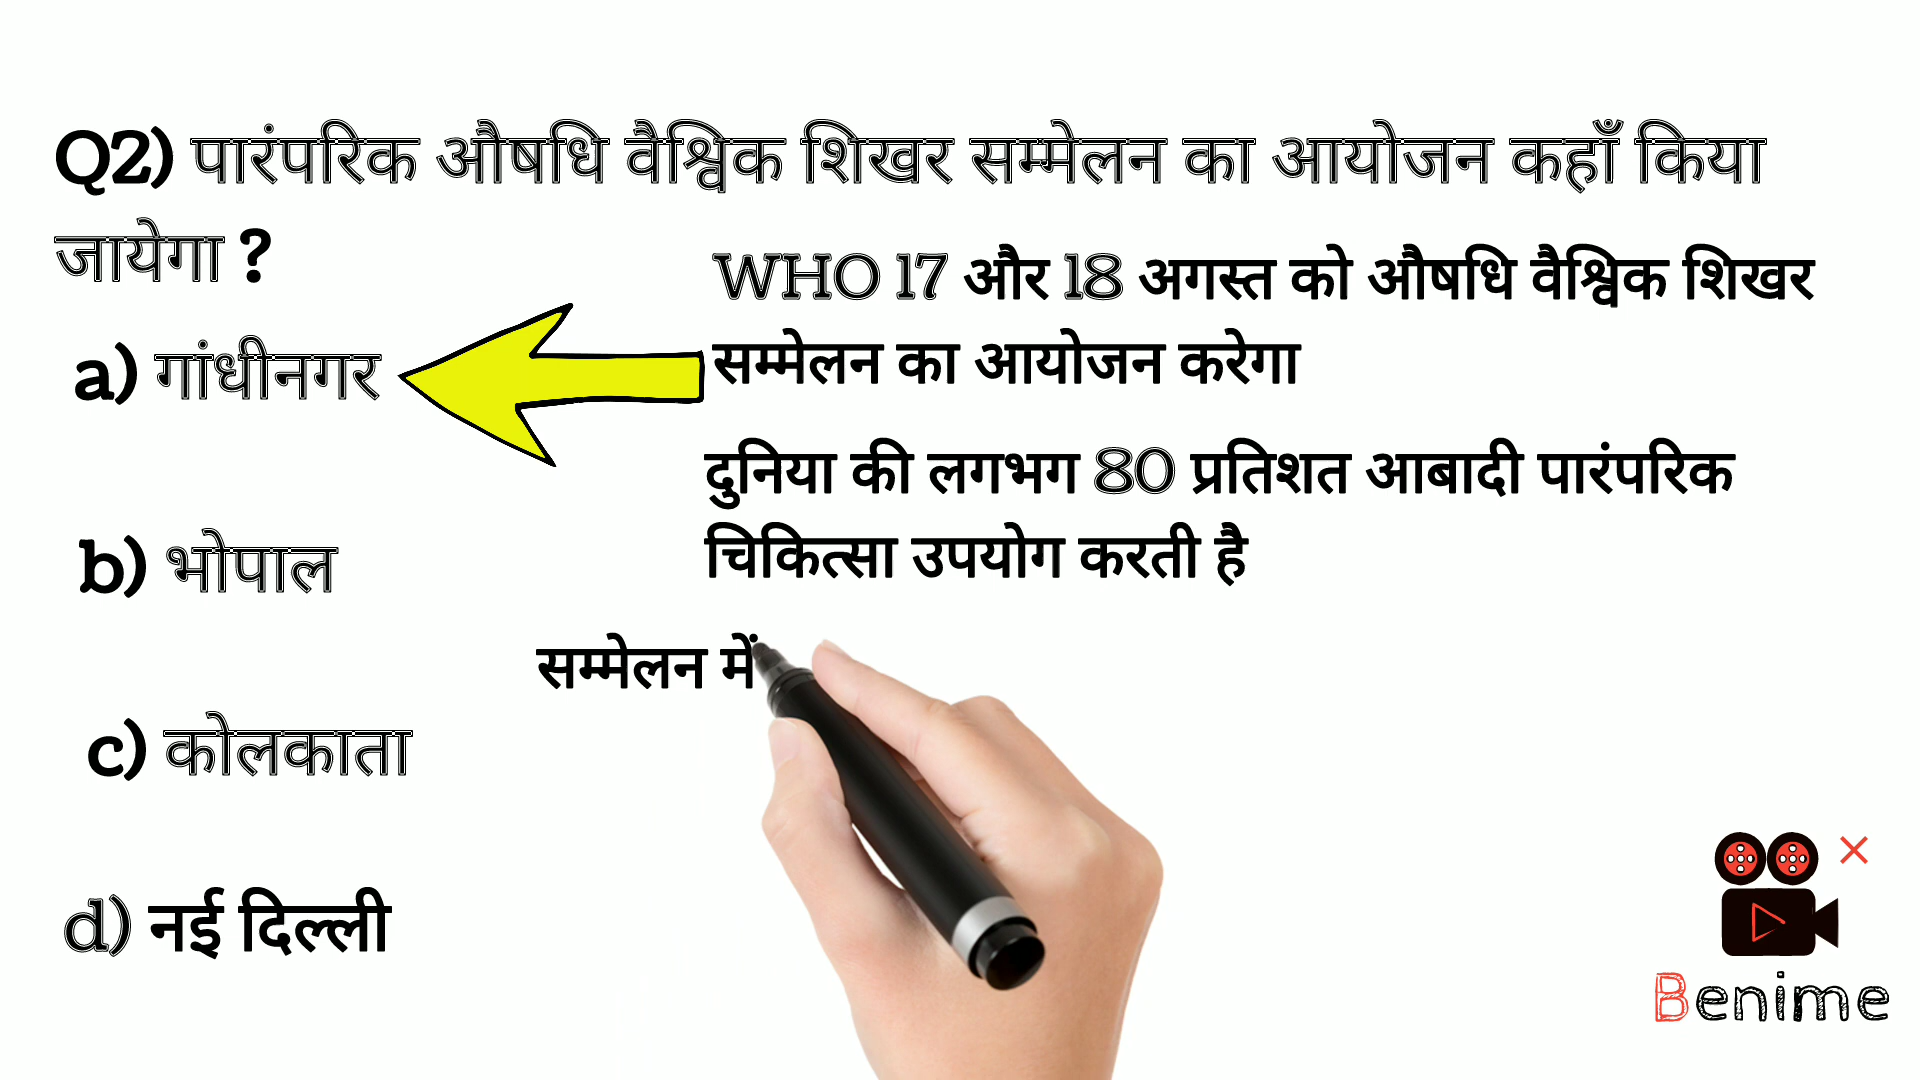 Q2) पारंपरिक औषधि वैश्विक शिखर सम्मेलन का आयोजन कहाँ किया
जायेगा ?
WHO 17 और 18 अगस्त को औषधि वैश्विक शिखर
सम्मेलन का आयोजन करेगा
a) गांधीनगर
दुनिया की लगभग 80 प्रतिशत आबादी पारंपरिक
चिकित्सा उपयोग करती है
b) भोपाल
सम्मेलन में
c) कोलकाता
d) नई दिल्ली
Benime